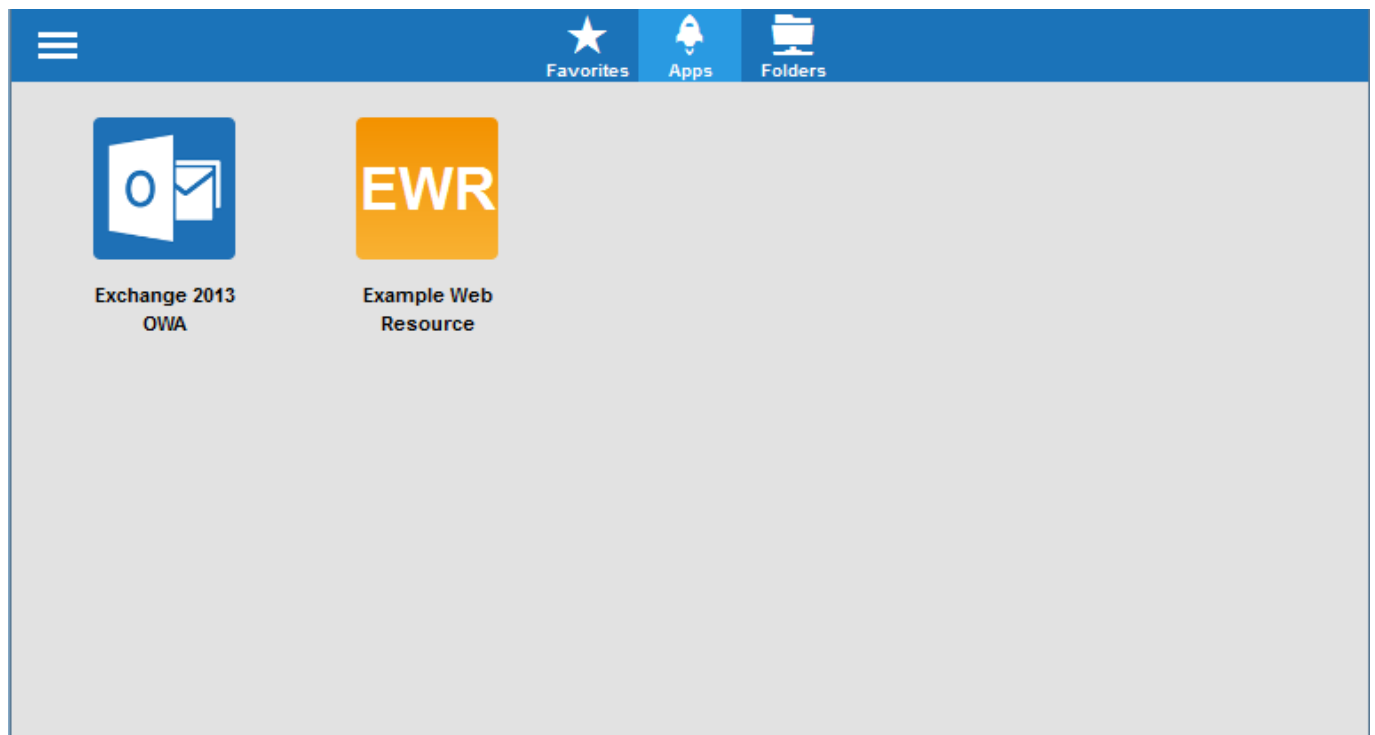 Favorites
Apps
Folders
O
EWR
Exchange 2013
OWA
Example Web
Resource